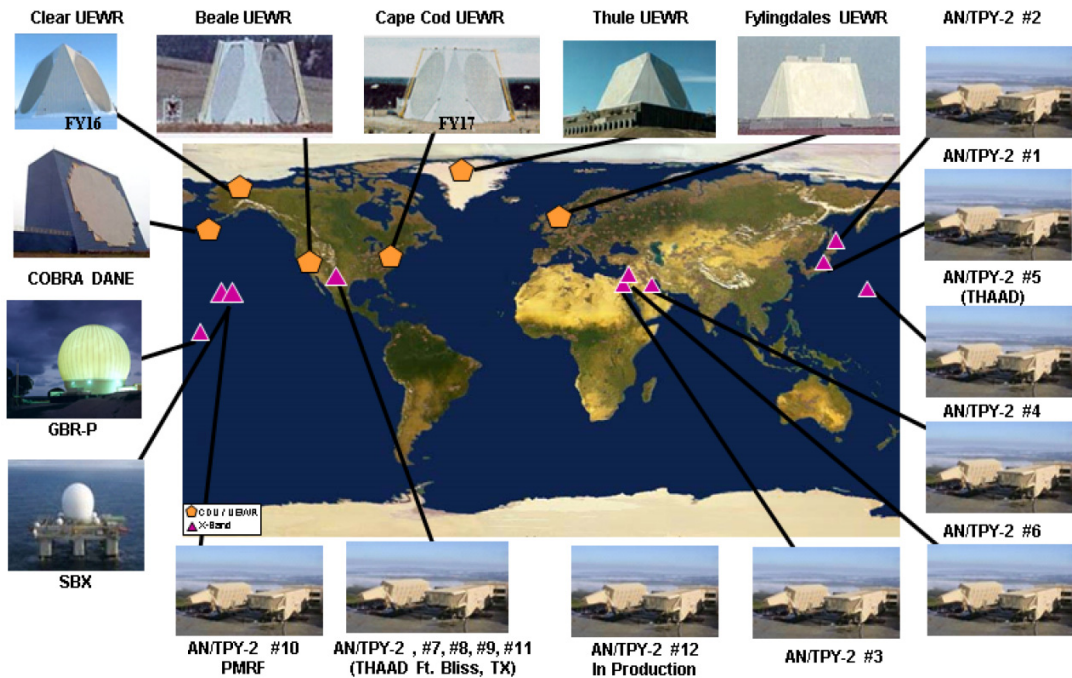 Clear UEWR
Beale UEWR
Cape Cod UEWR
Thule UEWR
Fylingdales UEWR
AN/TPY-2 #2
FY16
FY17
AN/TPY-2 #1
COBRA DANE
AN/TPY-2 #5
(THAAD)
GBR-P
AN/TPY-2 #4
CDU / UEWR
X-Band
AN/TPY-2 #6
SBX
AN/TPY-2 #10
PMRF
AN/TPY-2 , #7, #8, #9, #11
(THAAD Ft. Bliss, TX)
AN/TPY-2 #12
In Production
AN/TPY-2 #3